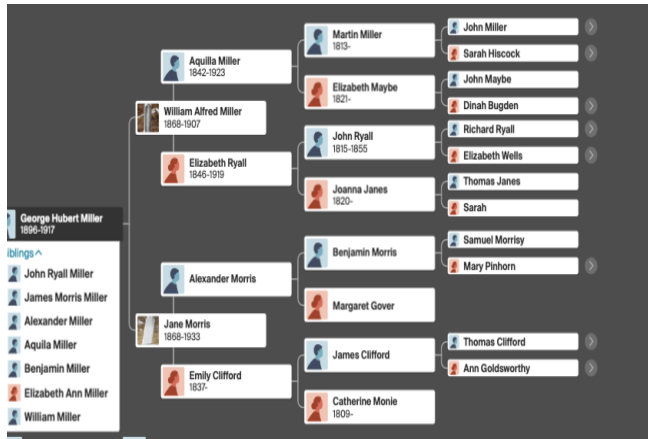 George Hubert Miller
1896-1917
iblings
John Ryall Miller
James Morris Miller
Alexander Miller
Aquila Miller
Benjamin Miller
Elizabeth Ann Miller
William Miller
William Alfred Miller
1868-1907
Jane Morris
1868-1933
Aquilla Miller
1842-1923
Elizabeth Ryall
1846-1919
Alexander Morris
Emily Clifford
1837-
Martin Miller
1813-
Elizabeth Maybe
1821-
John Ryall
1815-1855
Joanna Janes
1820-
Benjamin Morris
Margaret Gover
James Clifford
Catherine Monie
1809-
John Miller
Sarah Hiscock
John Maybe
Dinah Bugden
Richard Ryall
Elizabeth Wells
Thomas Janes
Sarah
Samuel Morrisy
Mary Pinhorn
Thomas Clifford
Ann Goldsworthy